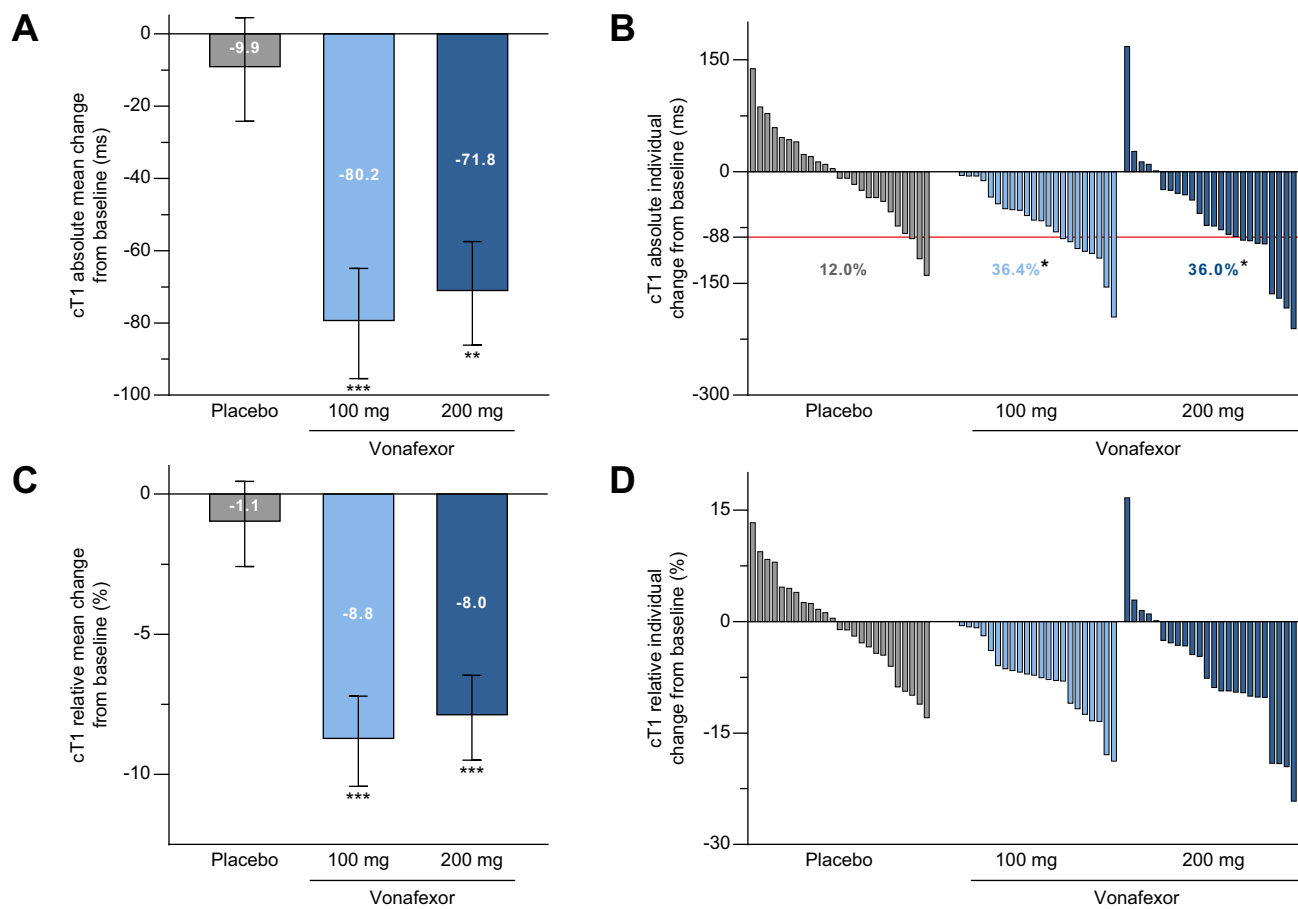 A
cT1 absolute mean change
from baseline (ms)
0
-20
-40
-60
-80
-100
-9.9
-80.2
-71.8
***
**
Placebo
100 mg
200 mg
Vonafexor
B
cT1 absolute individual
change from baseline (ms)
150
0
-88
-150
-300
12.0%
36.4%*
36.0%*
Placebo
100 mg
200 mg
Vonafexor
C
cT1 relative mean change
from baseline (%)
0
-5
-10
-1.1
-8.8
-8.0
***
***
Placebo
100 mg
200 mg
Vonafexor
D
cT1 relative individual
change from baseline (%)
15
0
-15
-30
Placebo
100 mg
200 mg
Vonafexor